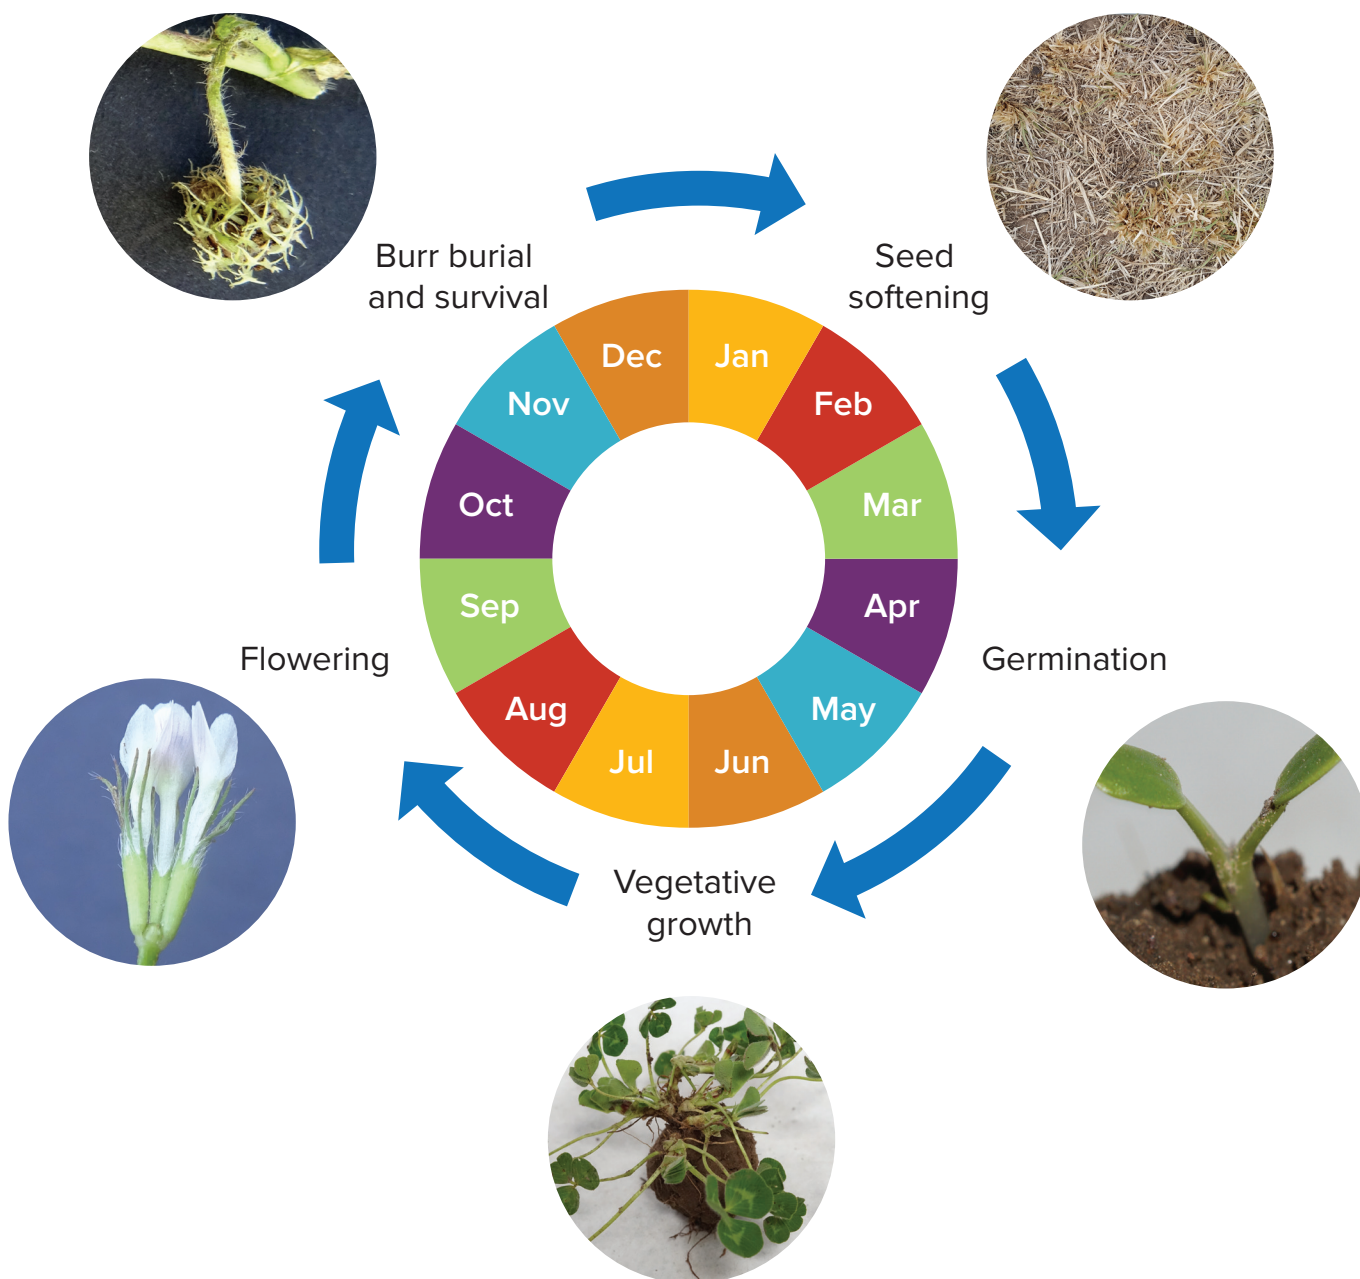 Burr burial
and survival
Seed
softening
Dec
Jan
Nov
Feb
Oct
Mar
Sep
Apr
Aug
May
Jul
Jun
Flowering
Germination
Vegetative
growth